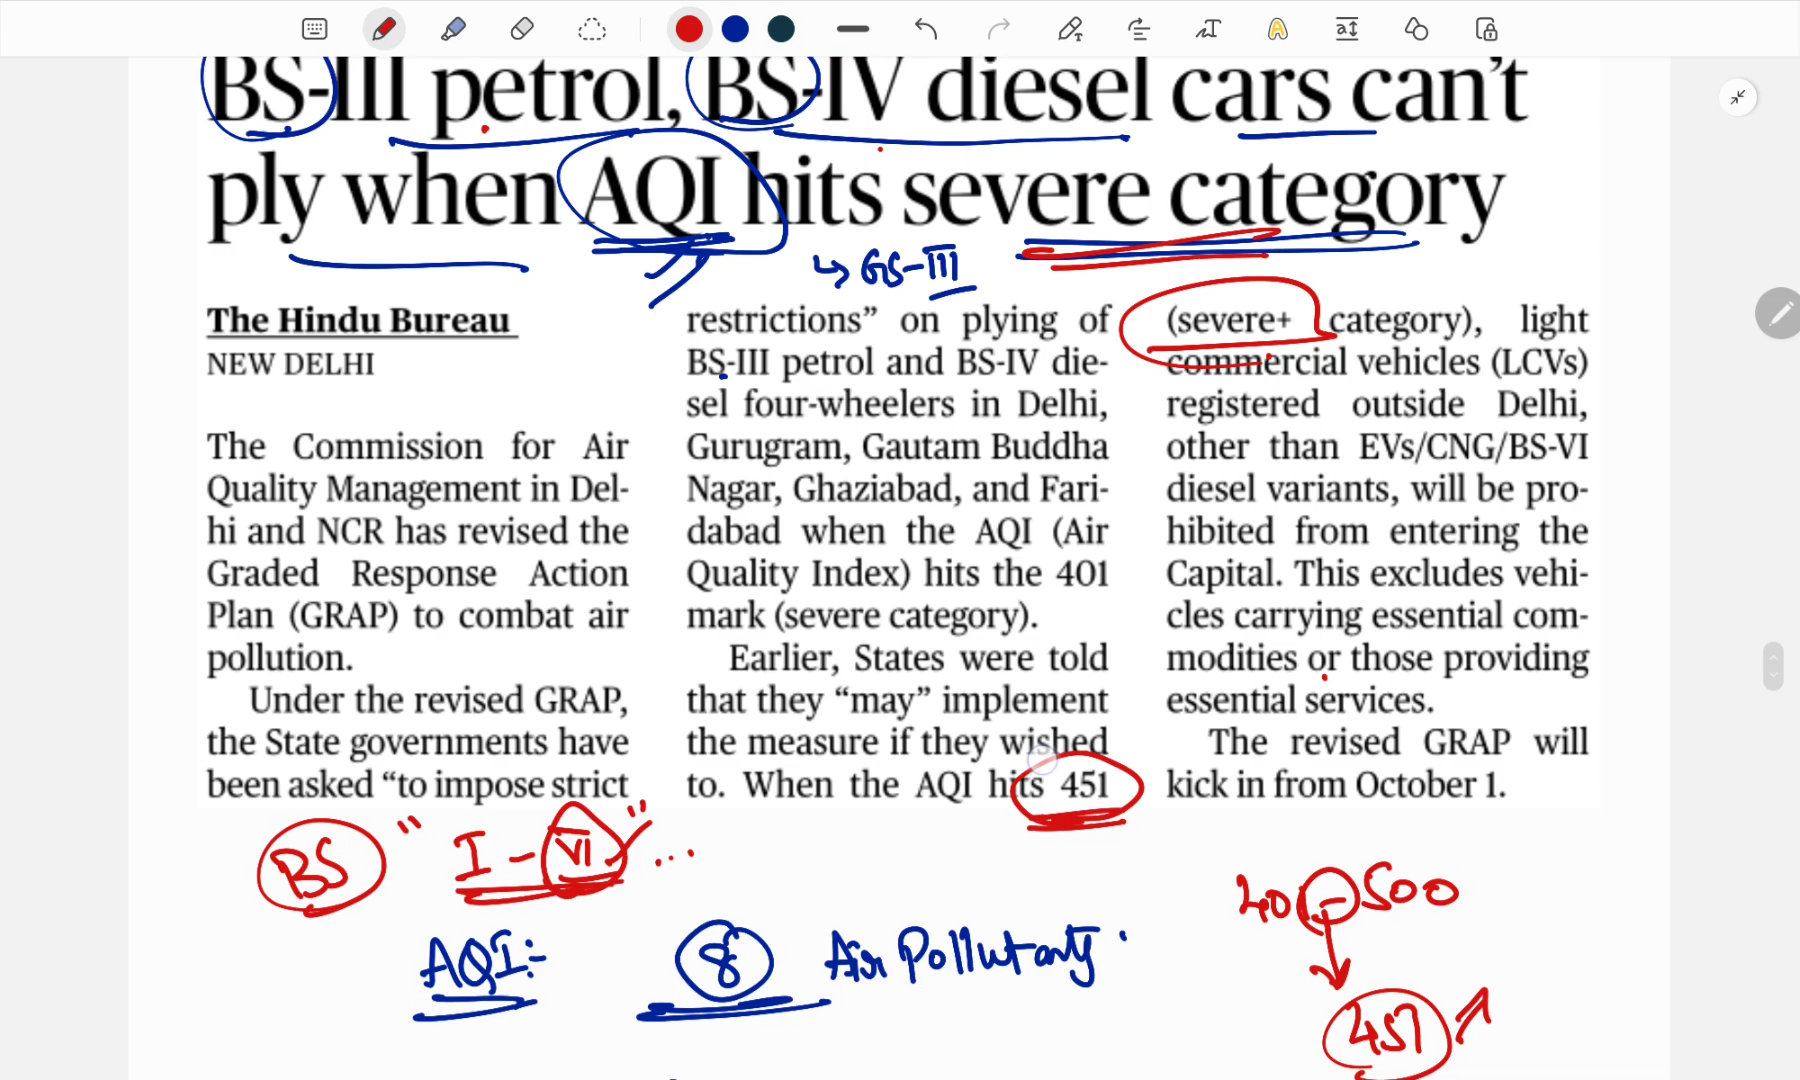 BS-III petrol, BS-IV diesel cars can't
ply when AQI hits severe category
↳ GS-III
The Hindu Bureau
NEW DELHI
The Commission for Air
Quality Management in Del-
hi and NCR has revised the
Graded Response Action
Plan (GRAP) to combat air
pollution.
Under the revised GRAP,
the State governments have
been asked “to impose strict
restrictions” on plying of
BS-III petrol and BS-IV die-
sel four-wheelers in Delhi,
Gurugram, Gautam Buddha
Nagar, Ghaziabad, and Fari-
dabad when the AQI (Air
Quality Index) hits the 401
mark (severe category).
Earlier, States were told
that they “may” implement
the measure if they wished
to. When the AQI hits 451
(severe+ category), light
commercial vehicles (LCVs)
registered outside Delhi,
other than EVs/CNG/BS-VI
diesel variants, will be pro-
hibited from entering the
Capital. This excludes vehi-
cles carrying essential com-
modities or those providing
essential services.
The revised GRAP will
kick in from October 1.
BS " I - VI " ...
AQI:- 8 Air Pollutants
500
451